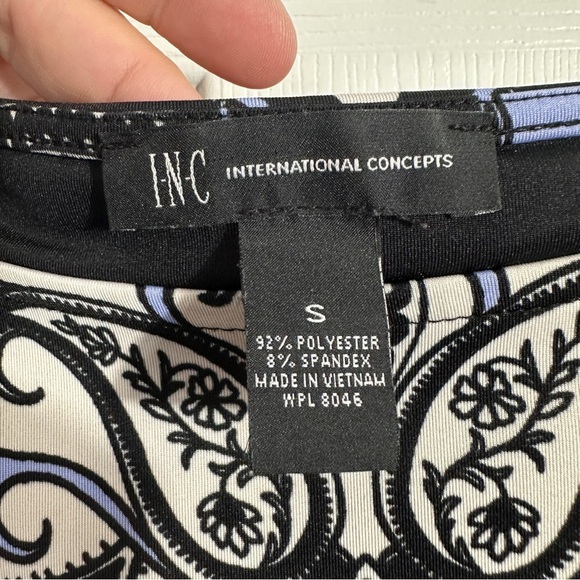 I·N·C INTERNATIONAL CONCEPTS
S
92% POLYESTER
8% SPANDEX
MADE IN VIETNAM
WPL 8046